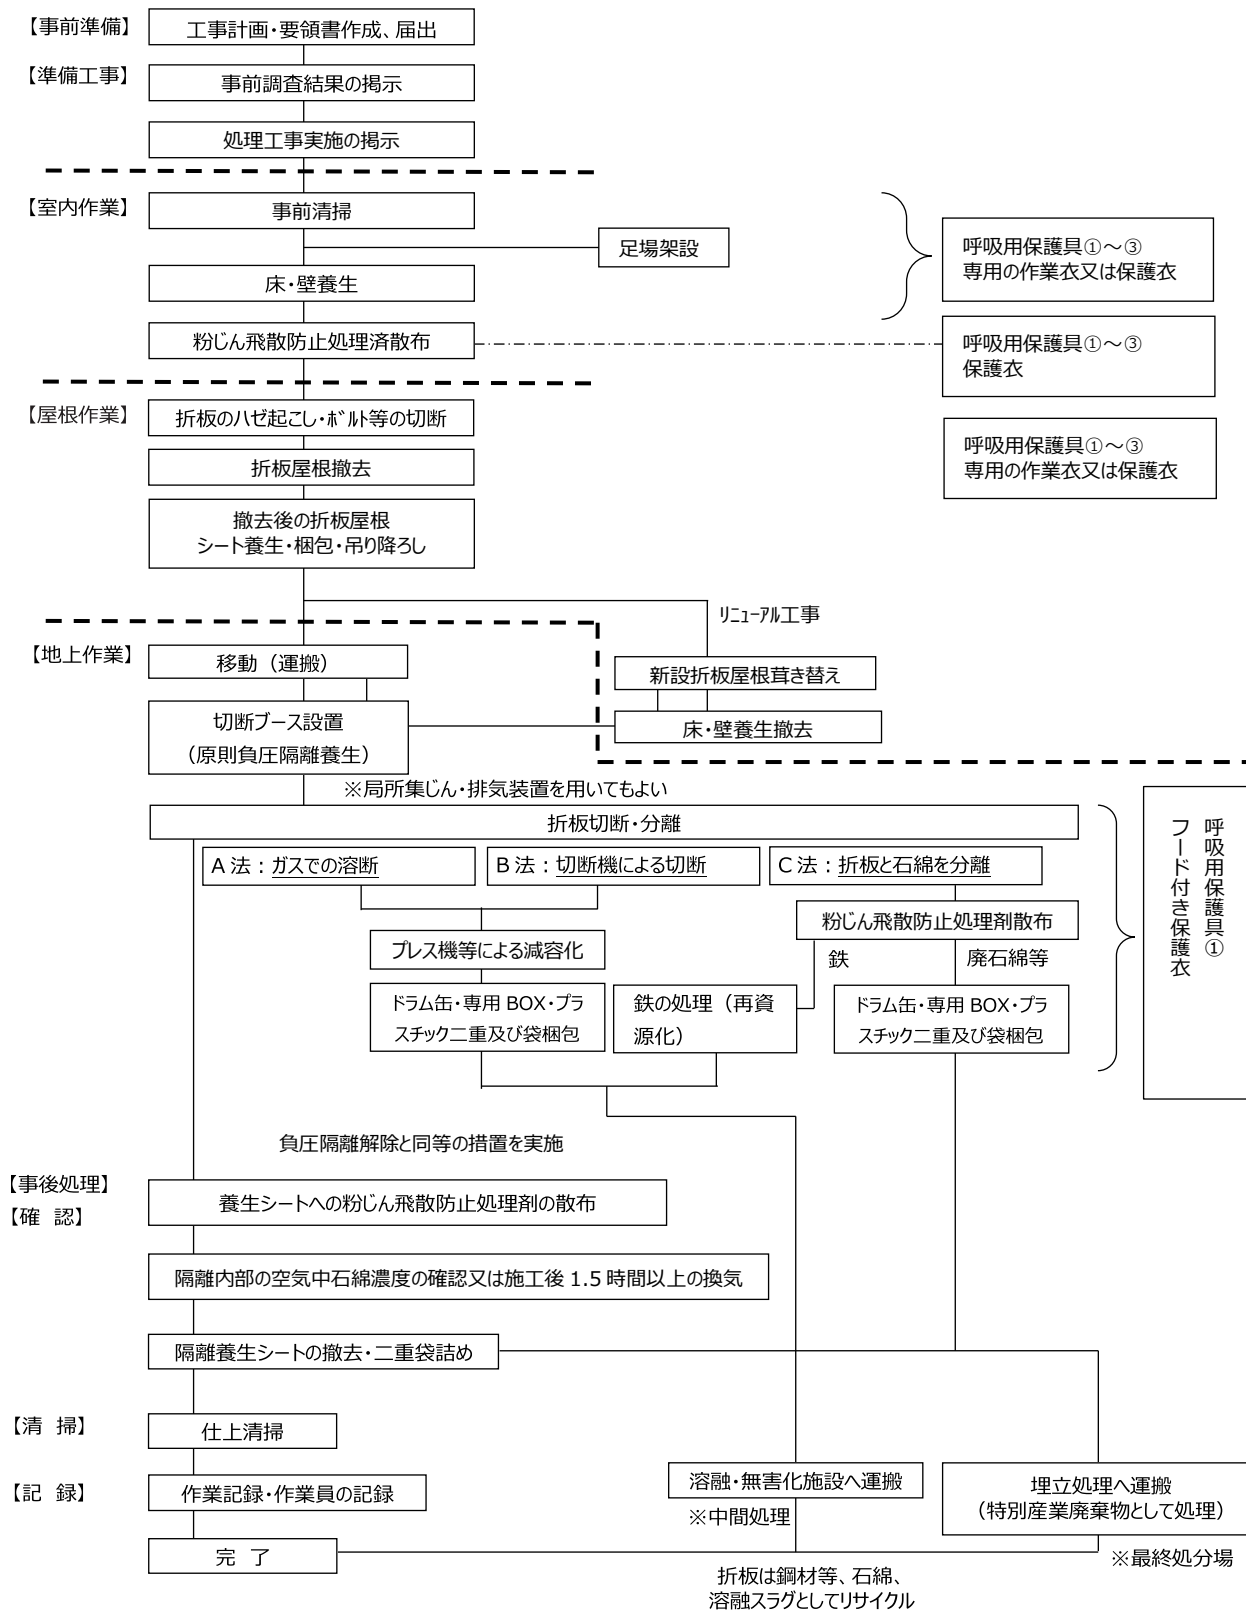 【事前準備】
工事計画・要領書作成、届出
【準備工事】
事前調査結果の掲示
処理工事実施の掲示
【室内作業】
事前清掃
足場架設
呼吸用保護具①～③
専用の作業衣又は保護衣
床・壁養生
粉じん飛散防止処理済散布
呼吸用保護具①～③
保護衣
【屋根作業】
折板のハゼ起こし・ボルト等の切断
呼吸用保護具①～③
専用の作業衣又は保護衣
折板屋根撤去
撤去後の折板屋根
シート養生・梱包・吊り降ろし
リニューアル工事
【地上作業】
移動（運搬）
新設折板屋根葺き替え
切断ブース設置
（原則負圧隔離養生）
床・壁養生撤去
※局所集じん・排気装置を用いてもよい
折板切断・分離
呼吸用保護具①
フード付き保護衣
A 法：ガスでの溶断
B 法：切断機による切断
C 法：折板と石綿を分離
粉じん飛散防止処理剤散布
プレス機等による減容化
鉄
廃石綿等
ドラム缶・専用 BOX・プラ
スチック二重及び袋梱包
鉄の処理（再資
源化）
ドラム缶・専用 BOX・プラ
スチック二重及び袋梱包
負圧隔離解除と同等の措置を実施
【事後処理】
【確　認】
養生シートへの粉じん飛散防止処理剤の散布
隔離内部の空気中石綿濃度の確認又は施工後 1.5 時間以上の換気
隔離養生シートの撤去・二重袋詰め
【清　掃】
仕上清掃
【記　録】
作業記録・作業員の記録
溶融・無害化施設へ運搬
※中間処理
埋立処理へ運搬
（特別産業廃棄物として処理）
完　了
※最終処分場
折板は鋼材等、石綿、
溶融スラグとしてリサイクル